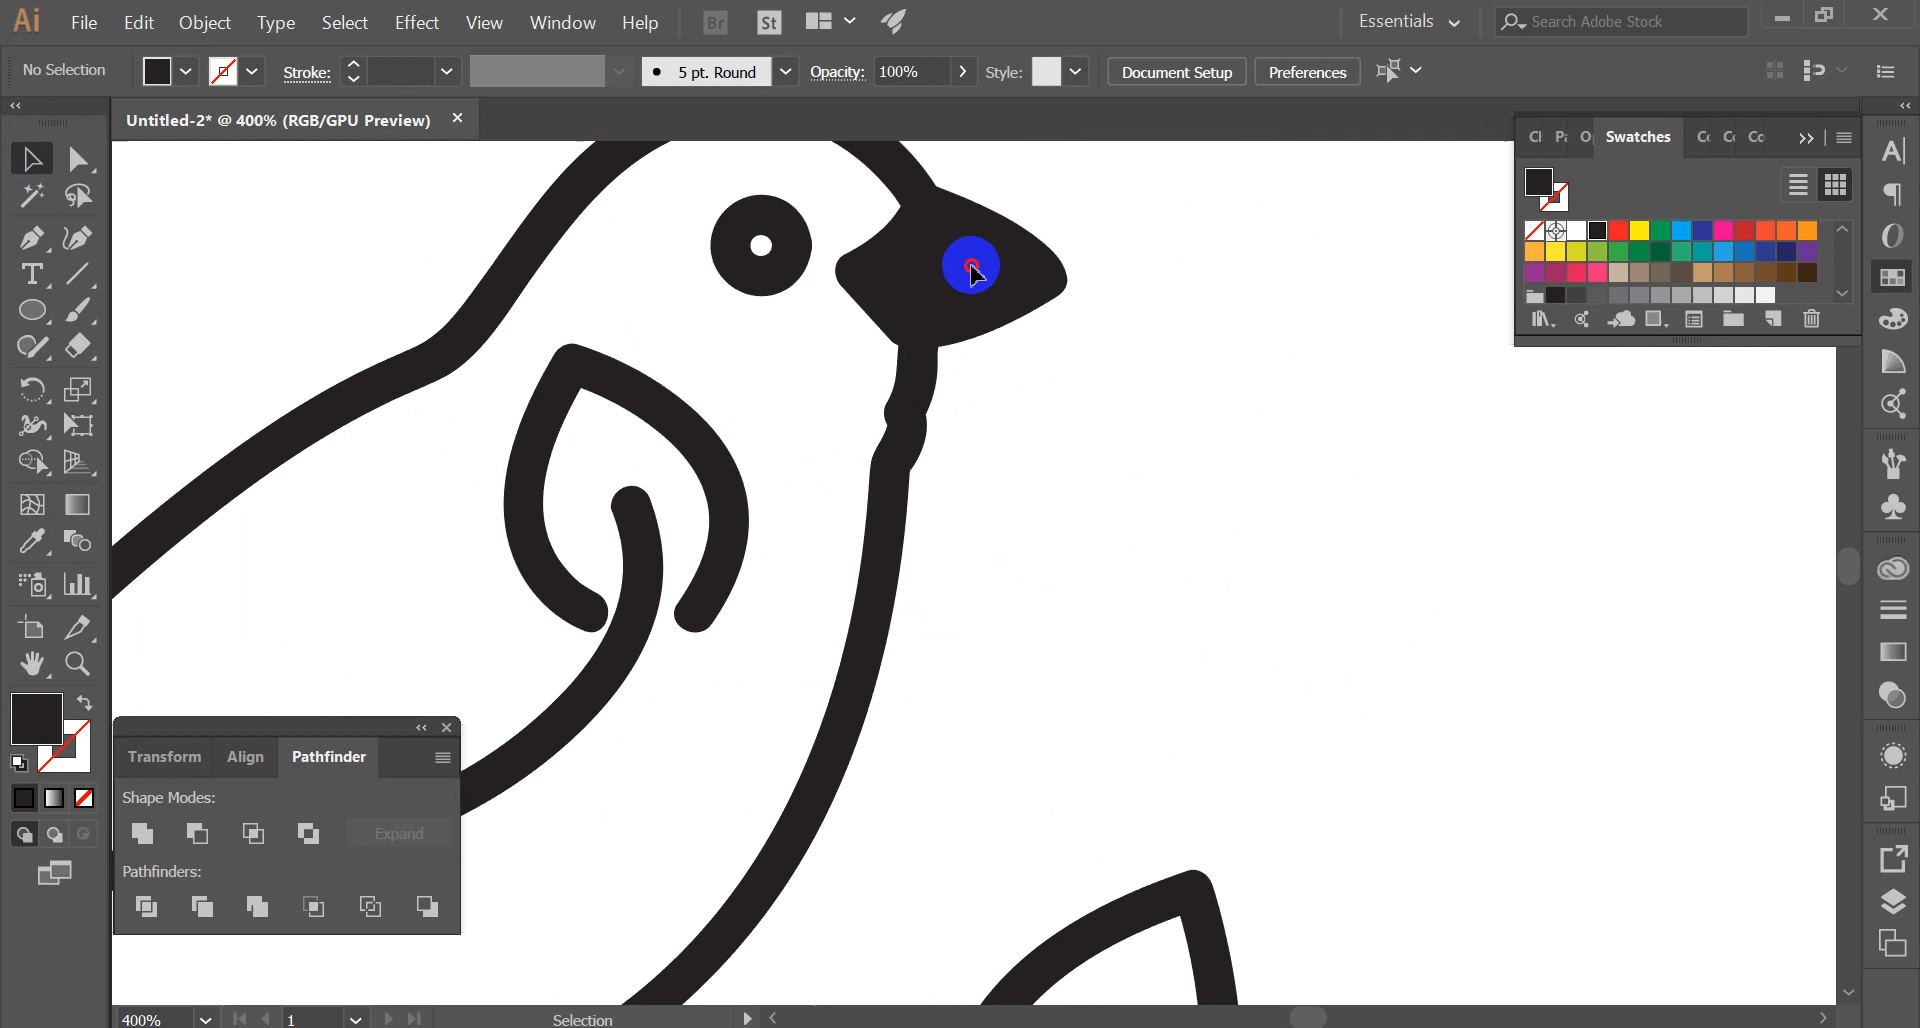 Ai File Edit Object Type Select Effect View Window Help Br St Essentials Search Adobe Stock
No Selection Stroke: 5 pt. Round Opacity: 100% Style: Document Setup Preferences
Untitled-2* @ 400% (RGB/GPU Preview)
Swatches
Transform Align Pathfinder
Shape Modes:
Expand
Pathfinders:
400% 1 Selection